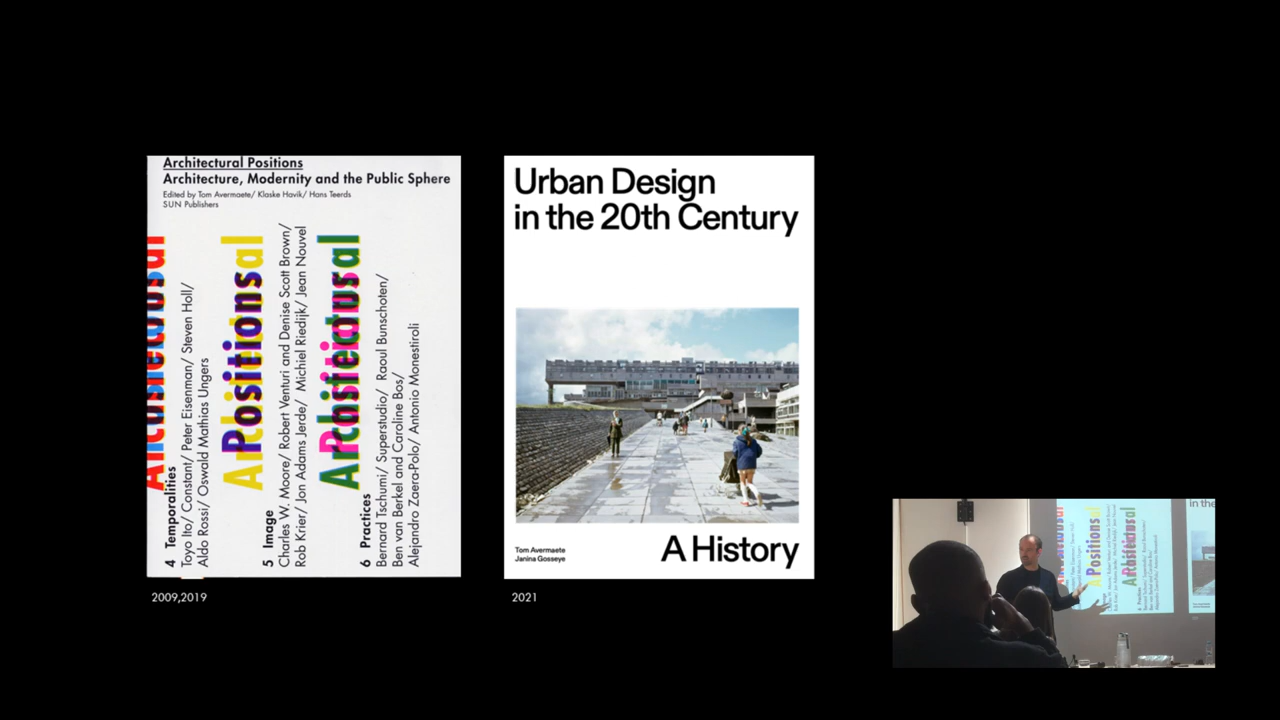 Architectural Positions
Architecture, Modernity and the Public Sphere
Edited by Tom Avermaete/ Klaske Havik/ Hans Teerds
SUN Publishers
4 Temporalities
Toyo Ito/ Constant/ Peter Eisenman/ Steven Holl/
Aldo Rossi/ Oswald Mathias Ungers
Positions
5 Image
Charles W. Moore/ Robert Venturi and Denise Scott Brown/
Rob Krier/ Jon Adams Jerde/ Michiel Riedijk/ Jean Nouvel
6 Practices
Bernard Tschumi/ Superstudio/ Raoul Bunschoten/
Ben van Berkel and Caroline Bos/
Alejandro Zaera-Polo/ Antonio Monestiroli
2009,2019
Urban Design
in the 20th Century
Tom Avermaete
Janina Gosseye
A History
2021
in the
Positions